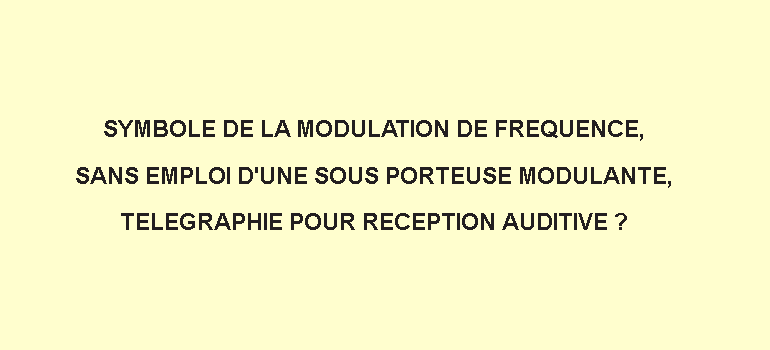 SYMBOLE DE LA MODULATION DE FREQUENCE,
SANS EMPLOI D'UNE SOUS PORTEUSE MODULANTE,
TELEGRAPHIE POUR RECEPTION AUDITIVE ?